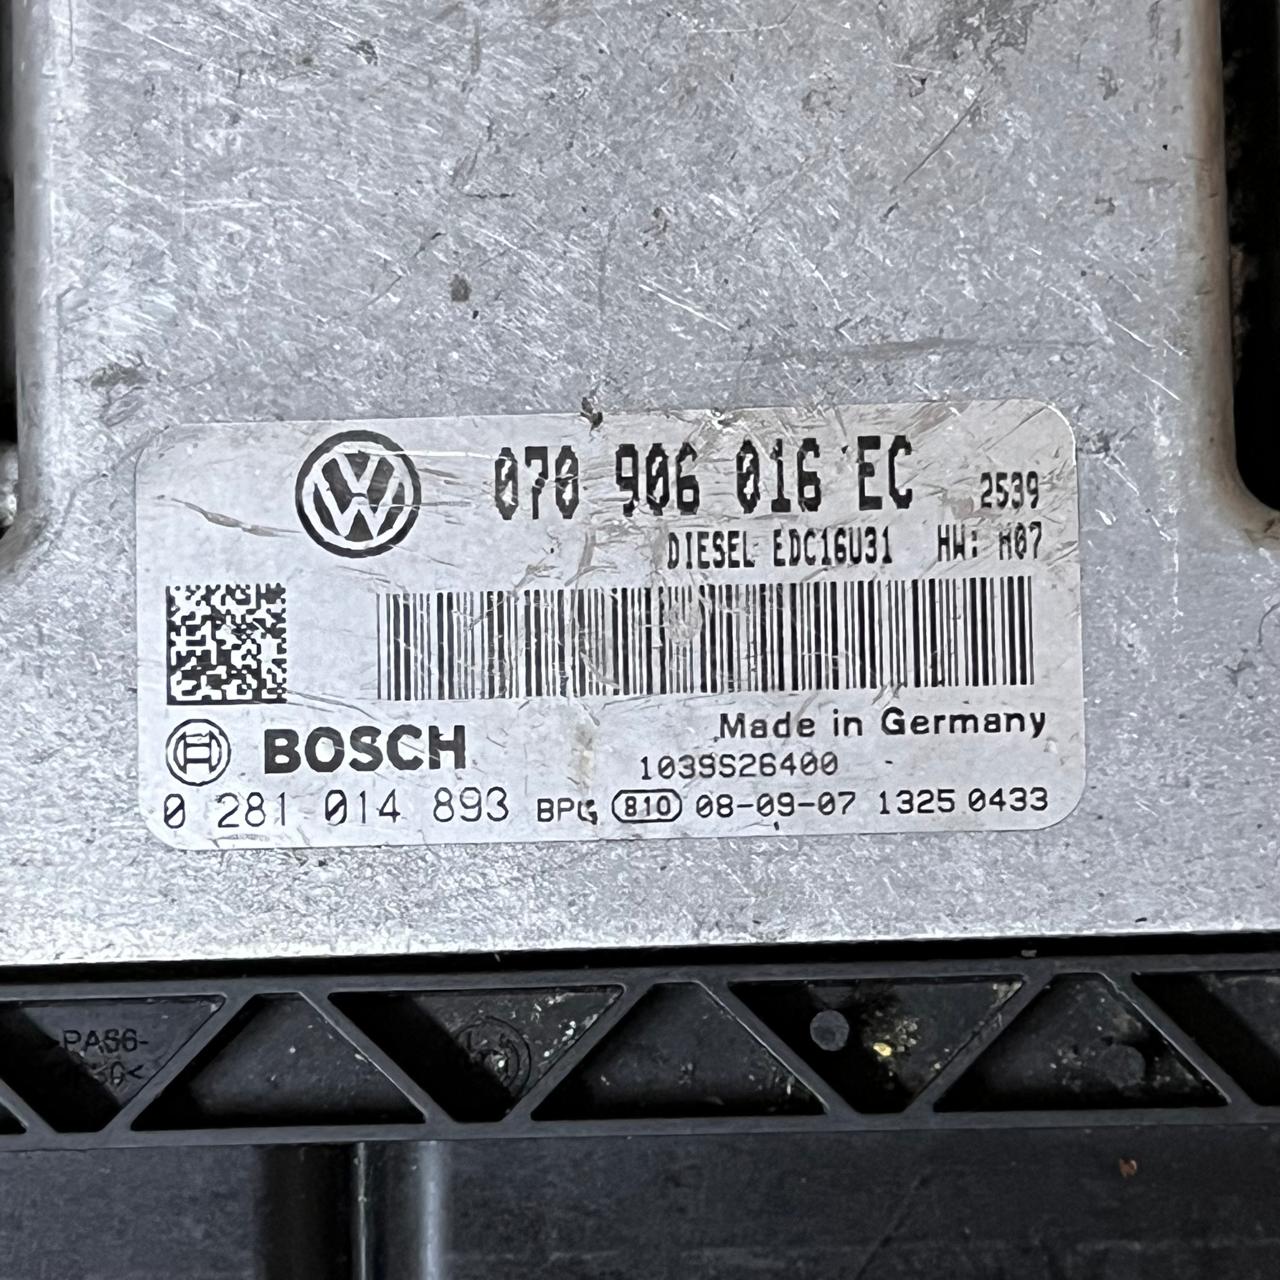 070 906 016 EC 2539
DIESEL EDC16U31 HW: H07
BOSCH
Made in Germany
1039S26400
0 281 014 893 BPG 810 08-09-07 1325 0433
>PA66-